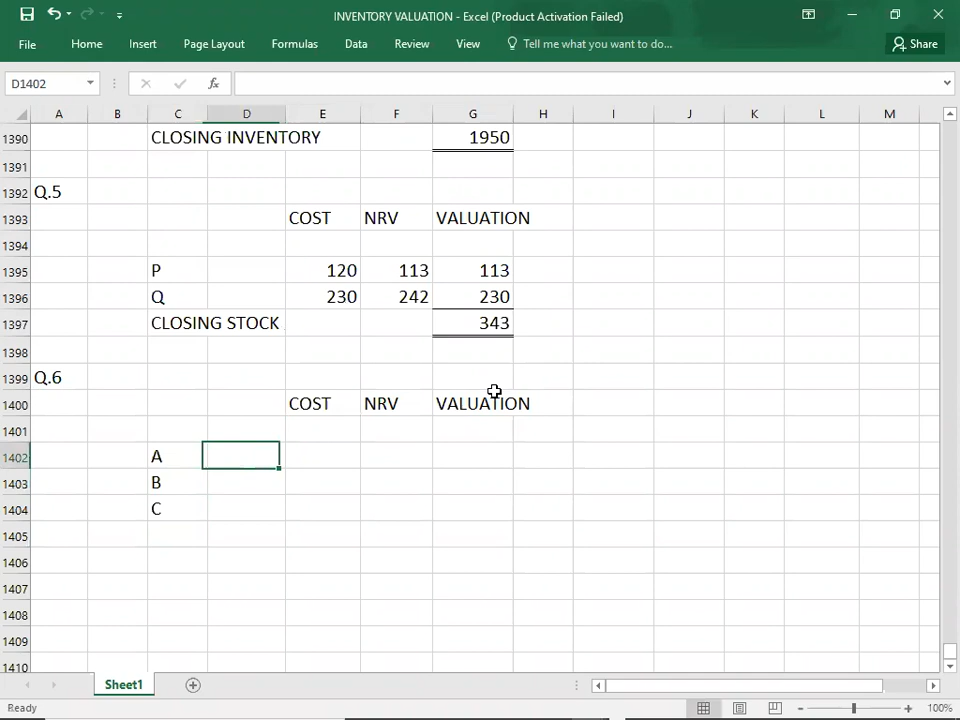 INVENTORY VALUATION - Excel (Product Activation Failed)
File Home Insert Page Layout Formulas Data Review View Tell me what you want to do... Share
D1402 fx
A B C D E F G H I J K L M
1390 CLOSING INVENTORY 1950
1391
1392 Q.5
1393 COST NRV VALUATION
1394
1395 P 120 113 113
1396 Q 230 242 230
1397 CLOSING STOCK 343
1398
1399 Q.6
1400 COST NRV VALUATION
1401
1402 A
1403 B
1404 C
1405
1406
1407
1408
1409
1410
Sheet1
Ready 100%